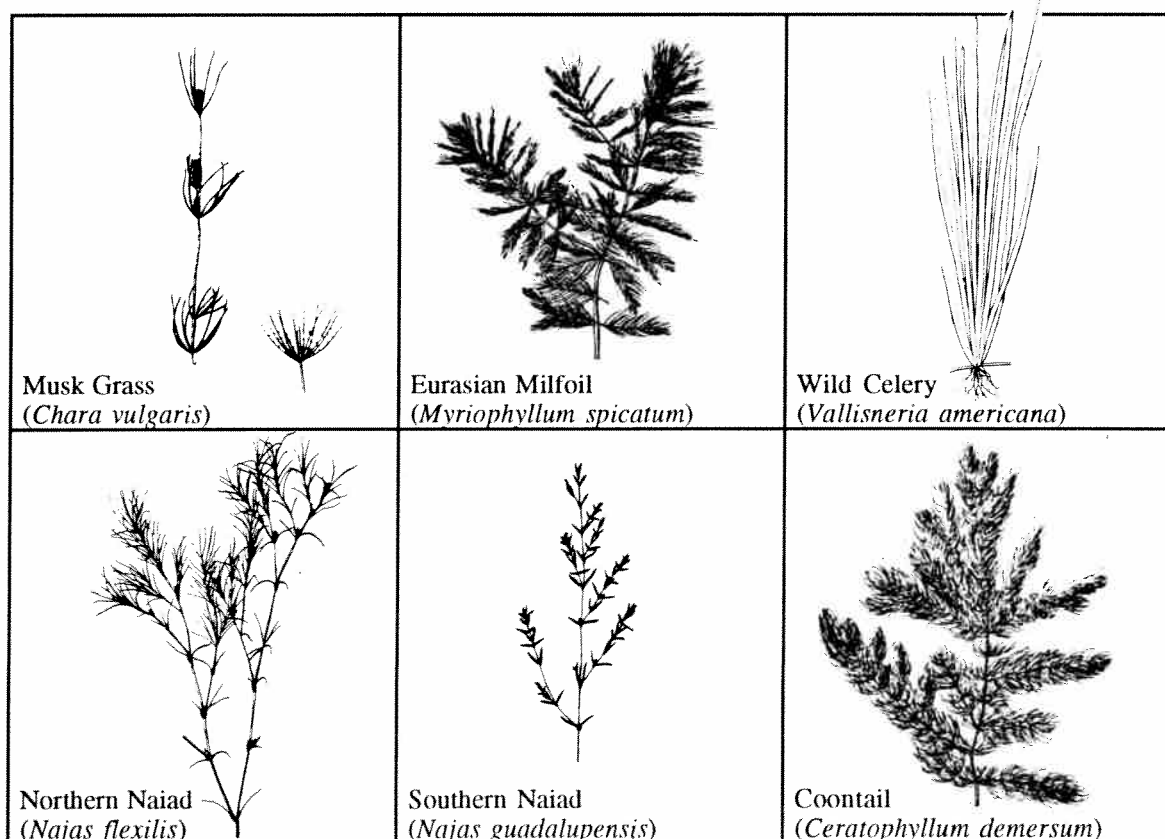 Musk Grass
(Chara vulgaris)
Eurasian Milfoil
(Myriophyllum spicatum)
Wild Celery
(Vallisneria americana)
Northern Naiad
(Najas flexilis)
Southern Naiad
(Najas guadalupensis)
Coontail
(Ceratophyllum demersum)